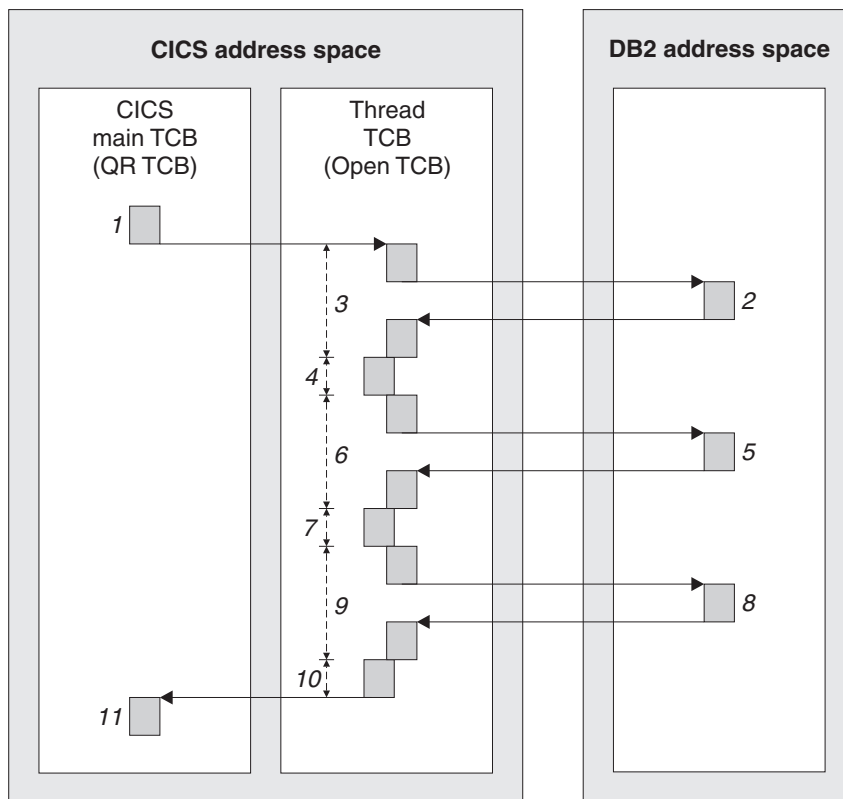 CICS address space
DB2 address space
CICS
main TCB
(QR TCB)
Thread
TCB
(Open TCB)
1
2
3
4
5
6
7
8
9
10
11